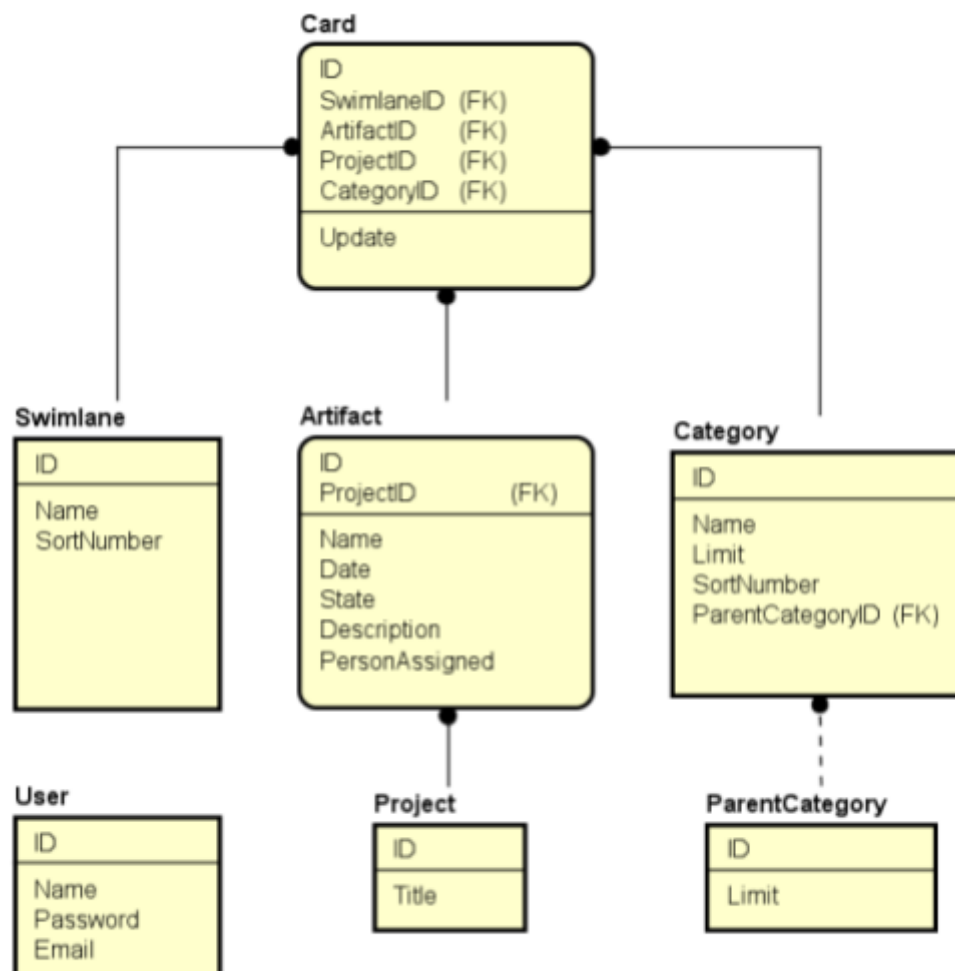 Card
ID
SwimlaneID (FK)
ArtifactID (FK)
ProjectID (FK)
CategoryID (FK)
Update
Swimlane
ID
Name
SortNumber
Artifact
ID
ProjectID (FK)
Name
Date
State
Description
PersonAssigned
Category
ID
Name
Limit
SortNumber
ParentCategoryID (FK)
User
ID
Name
Password
Email
Project
ID
Title
ParentCategory
ID
Limit